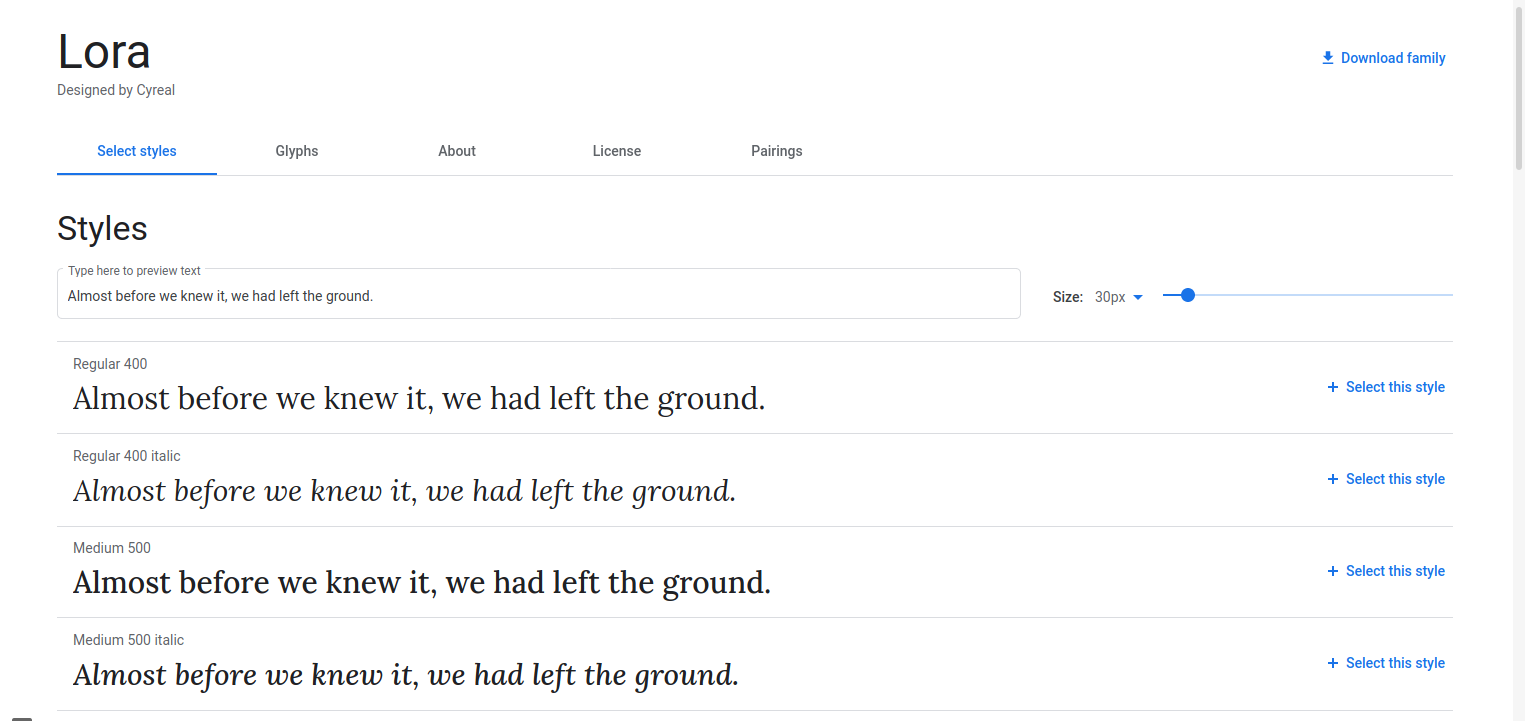 Lora
Download family
Designed by Cyreal
Select styles Glyphs About License Pairings
Styles
Type here to preview text
Almost before we knew it, we had left the ground.
Size: 30px
Regular 400
Almost before we knew it, we had left the ground.
+ Select this style
Regular 400 italic
Almost before we knew it, we had left the ground.
+ Select this style
Medium 500
Almost before we knew it, we had left the ground.
+ Select this style
Medium 500 italic
Almost before we knew it, we had left the ground.
+ Select this style